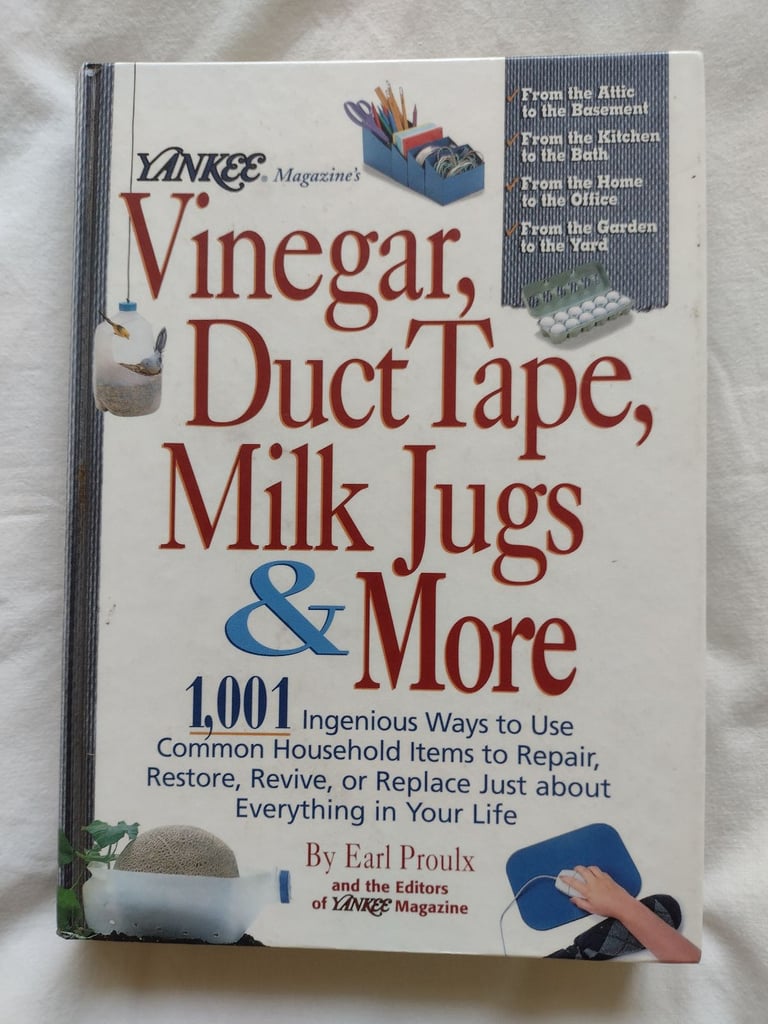 YANKEE® Magazine's
Vinegar,
Duct Tape,
Milk Jugs
& More
From the Attic
to the Basement
From the Kitchen
to the Bath
From the Home
to the Office
From the Garden
to the Yard
1,001 Ingenious Ways to Use
Common Household Items to Repair,
Restore, Revive, or Replace Just about
Everything in Your Life
By Earl Proulx
and the Editors
of YANKEE Magazine